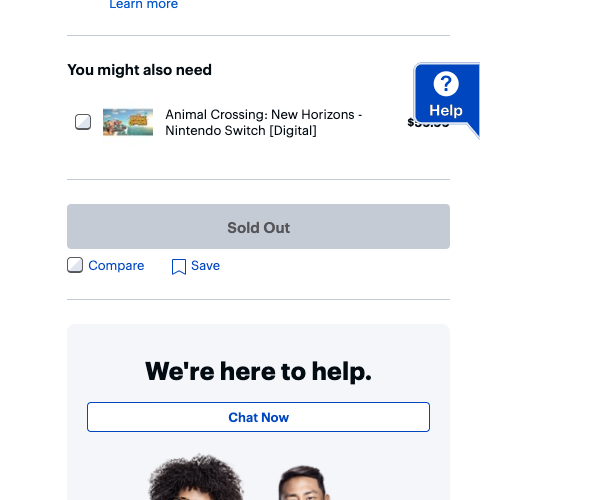 Learn more
You might also need
Help
Animal Crossing: New Horizons -
Nintendo Switch [Digital]
Sold Out
Compare
Save
We're here to help.
Chat Now